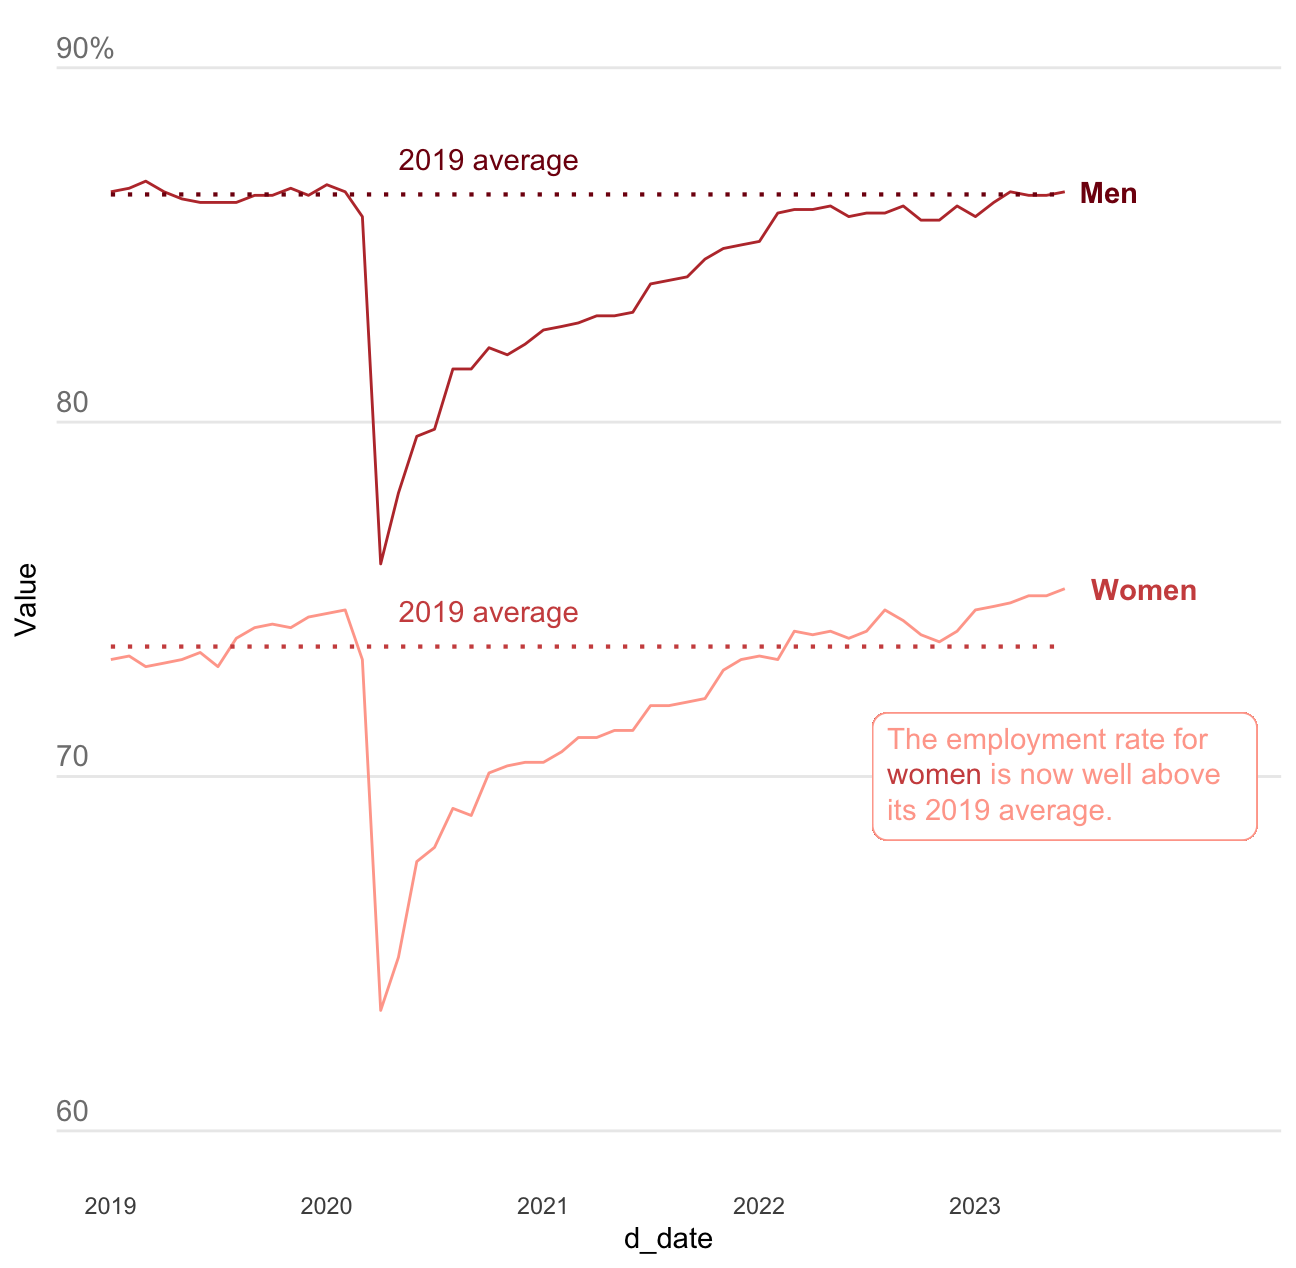 90%
2019 average
Men
80
Value
2019 average
Women
The employment rate for
women is now well above
its 2019 average.
70
60
2019 2020 2021 2022 2023
d_date